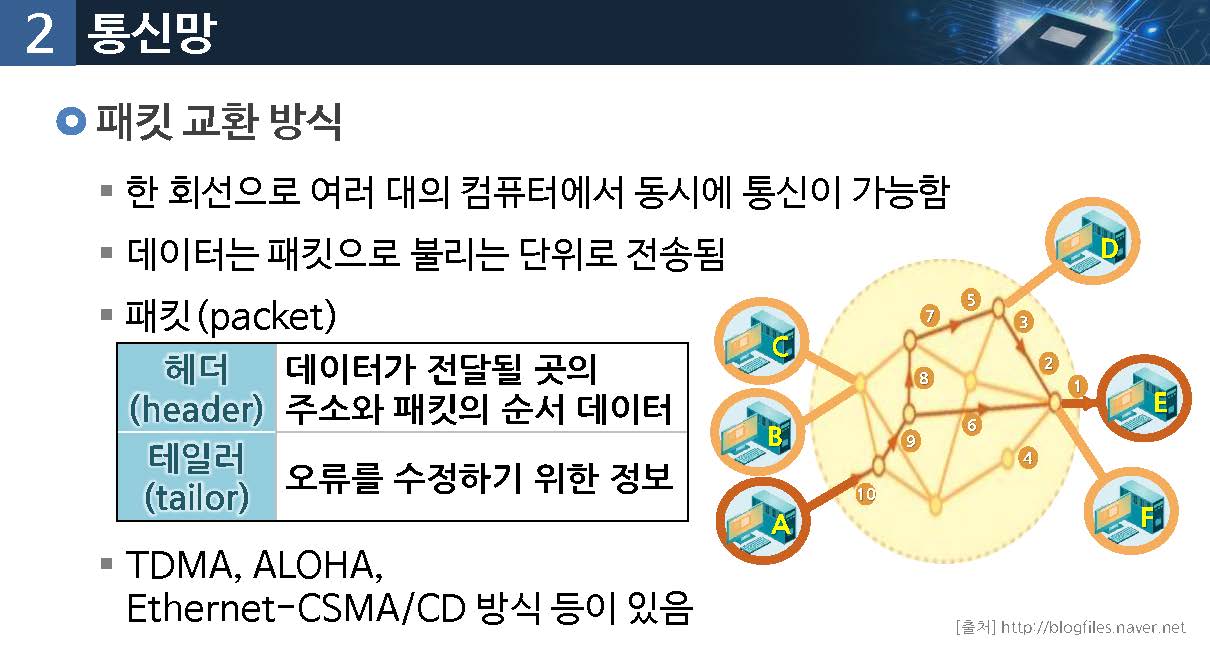 2 통신망
패킷 교환 방식
한 회선으로 여러 대의 컴퓨터에서 동시에 통신이 가능함
데이터는 패킷으로 불리는 단위로 전송됨
패킷(packet)
헤더
(header)
데이터가 전달될 곳의
주소와 패킷의 순서 데이터
테일러
(tailor)
오류를 수정하기 위한 정보
TDMA, ALOHA,
Ethernet-CSMA/CD 방식 등이 있음
D
C
B
A
E
F
5
7
3
2
8
1
6
9
4
10
[출처] http://blogfiles.naver.net